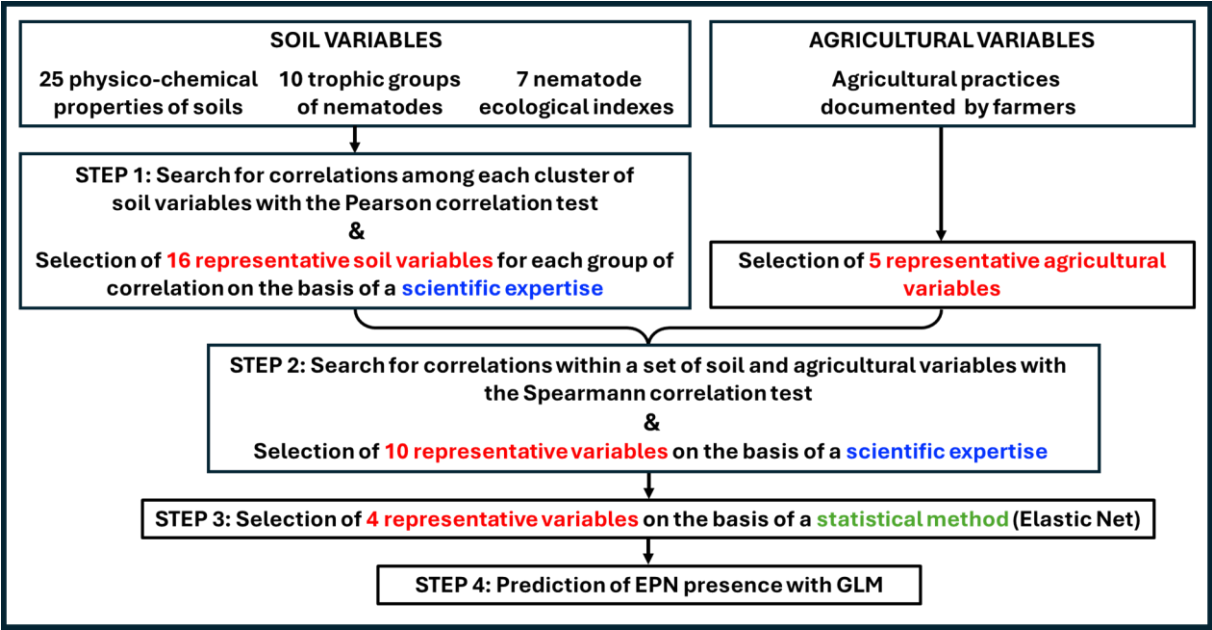 SOIL VARIABLES
25 physico-chemical properties of soils
10 trophic groups of nematodes
7 nematode ecological indexes
AGRICULTURAL VARIABLES
Agricultural practices
documented by farmers
STEP 1: Search for correlations among each cluster of
soil variables with the Pearson correlation test
&
Selection of 16 representative soil variables for each group of
correlation on the basis of a scientific expertise
Selection of 5 representative agricultural
variables
STEP 2: Search for correlations within a set of soil and agricultural variables with
the Spearmann correlation test
&
Selection of 10 representative variables on the basis of a scientific expertise
STEP 3: Selection of 4 representative variables on the basis of a statistical method (Elastic Net)
STEP 4: Prediction of EPN presence with GLM